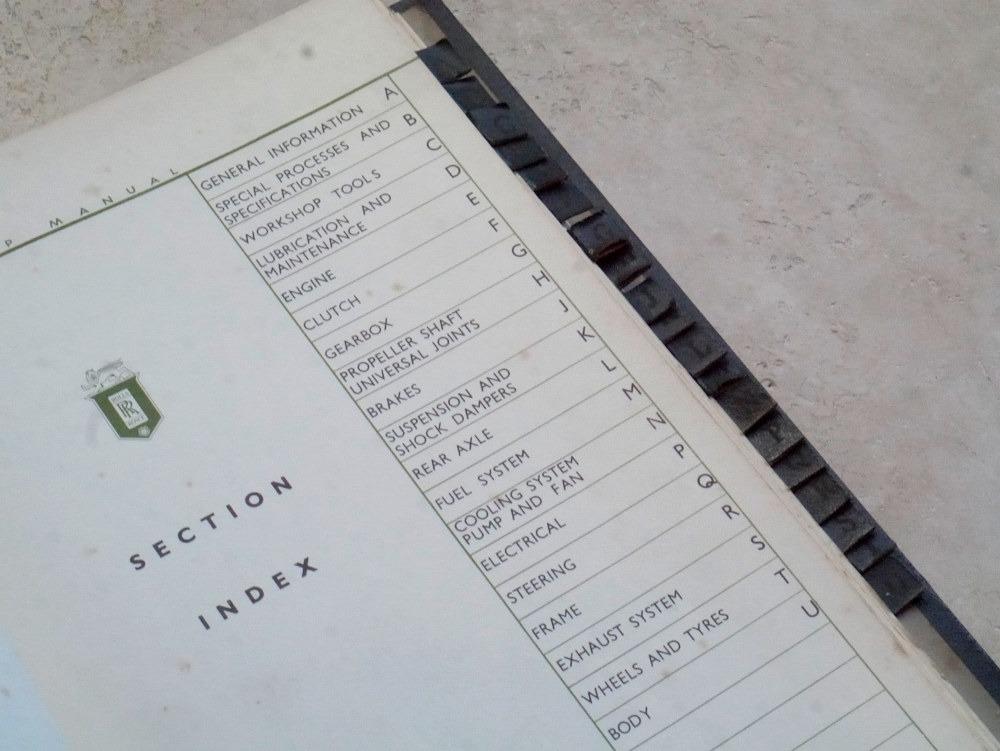 P MANUAL
RR
SECTION
INDEX
GENERAL INFORMATION A
SPECIAL PROCESSES AND B
SPECIFICATIONS
WORKSHOP TOOLS C
LUBRICATION AND D
MAINTENANCE
ENGINE E
CLUTCH F
GEARBOX G
PROPELLER SHAFT H
UNIVERSAL JOINTS
BRAKES J
SUSPENSION AND K
SHOCK DAMPERS
REAR AXLE L
FUEL SYSTEM M
COOLING SYSTEM N
PUMP AND FAN
ELECTRICAL P
STEERING Q
FRAME R
EXHAUST SYSTEM S
WHEELS AND TYRES T
BODY U